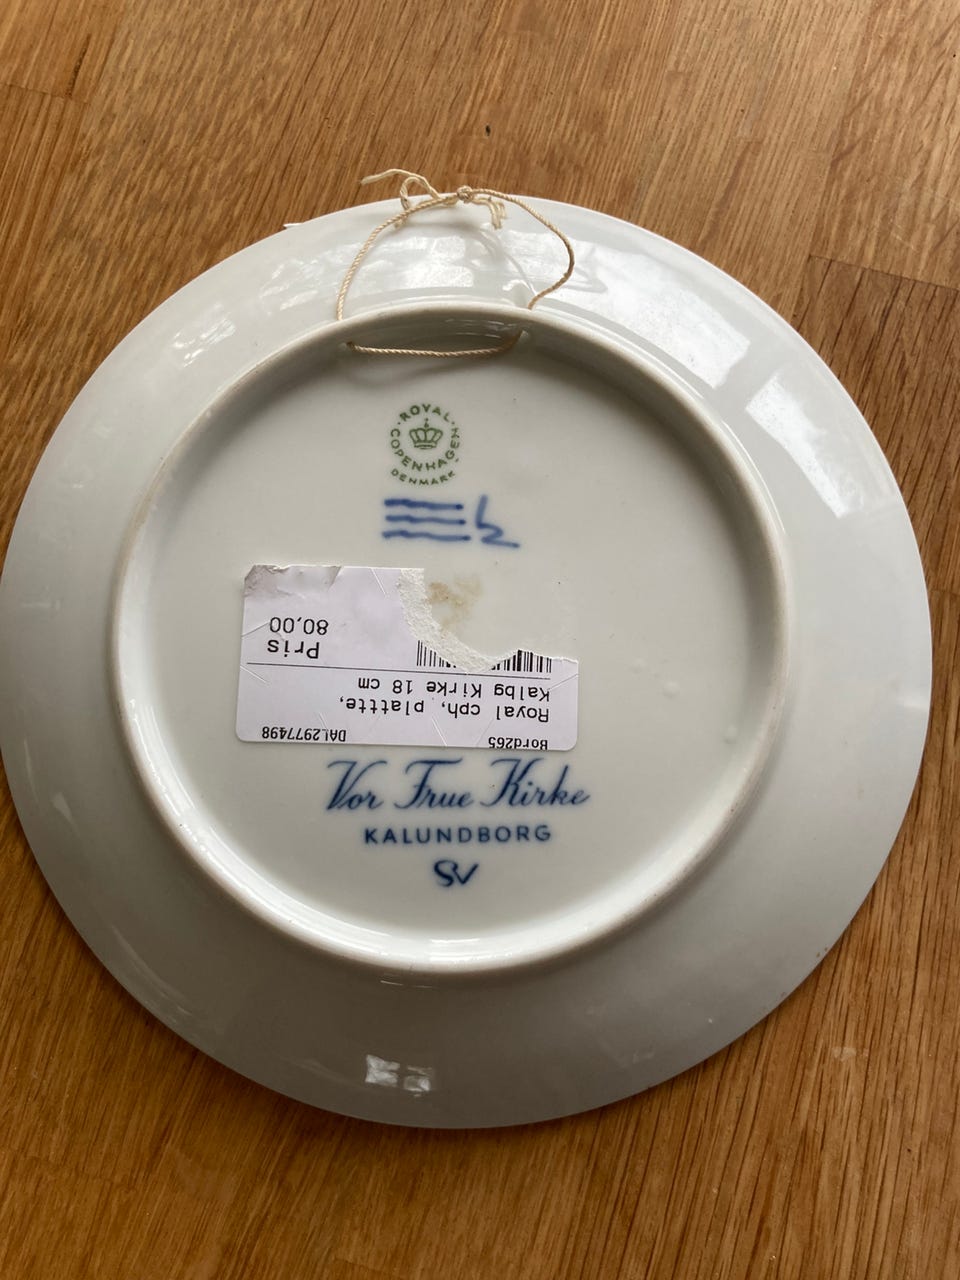 ROYAL
COPENHAGEN
DENMARK
Bord265 DAL2977498
Royal cph, plattte,
Kalbg Kirke 18 cm
Pris
80,00
Vor Frue Kirke
KALUNDBORG
SV